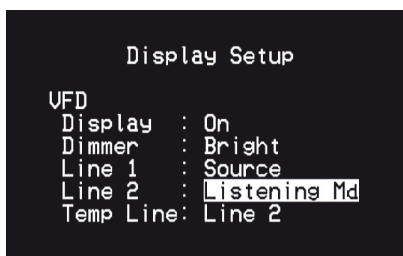 Display Setup
VFD
Display : On
Dimmer : Bright
Line 1 : Source
Line 2 : Listening Md
Temp Line: Line 2